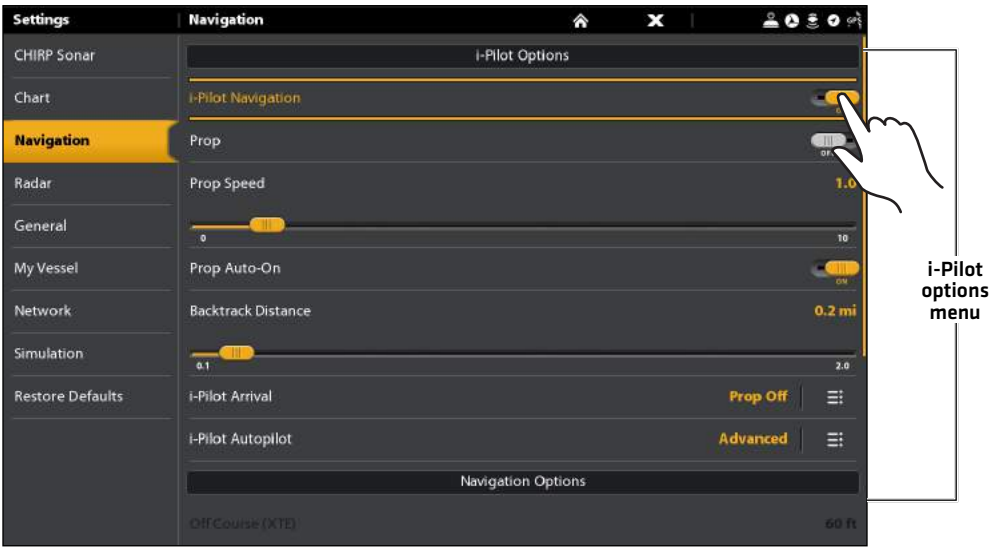 Settings
Navigation
X
CHIRP Sonar
Chart
Navigation
Radar
General
My Vessel
Network
Simulation
Restore Defaults
i-Pilot Options
i-Pilot Navigation
Prop
Prop Speed
1.0
0
10
Prop Auto-On
ON
Backtrack Distance
0.2 mi
0.1
2.0
i-Pilot Arrival
Prop Off
i-Pilot Autopilot
Advanced
Navigation Options
Off Course (XTE)
60 ft
i-Pilot
options
menu